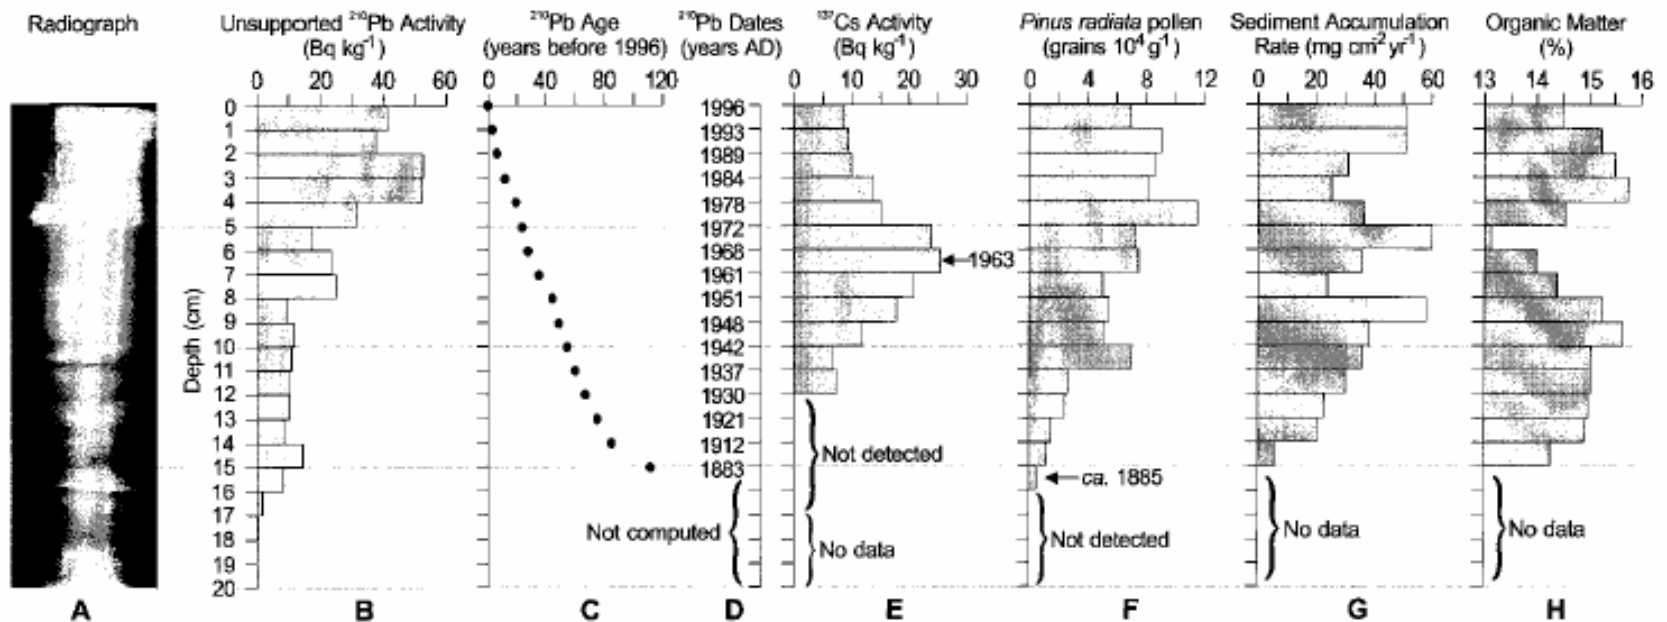 Radiograph
Unsupported ²¹⁰Pb Activity
(Bq kg⁻¹)
²¹⁰Pb Age
(years before 1996)
²¹⁰Pb Dates
(years AD)
¹³⁷Cs Activity
(Bq kg⁻¹)
Pinus radiata pollen
(grains 10⁴ g⁻¹)
Sediment Accumulation
Rate (mg cm⁻² yr⁻¹)
Organic Matter
(%)
0 20 40 60
0 40 80 120
0 10 20 30
0 4 8 12
0 20 40 60
13 14 15 16
Depth (cm)
0
1
2
3
4
5
6
7
8
9
10
11
12
13
14
15
16
17
18
19
20
1996
1993
1989
1984
1978
1972
1968
1961
1951
1948
1942
1937
1930
1921
1912
1883
Not computed
1963
Not detected
No data
ca. 1885
Not detected
No data
No data
A B C D E F G H